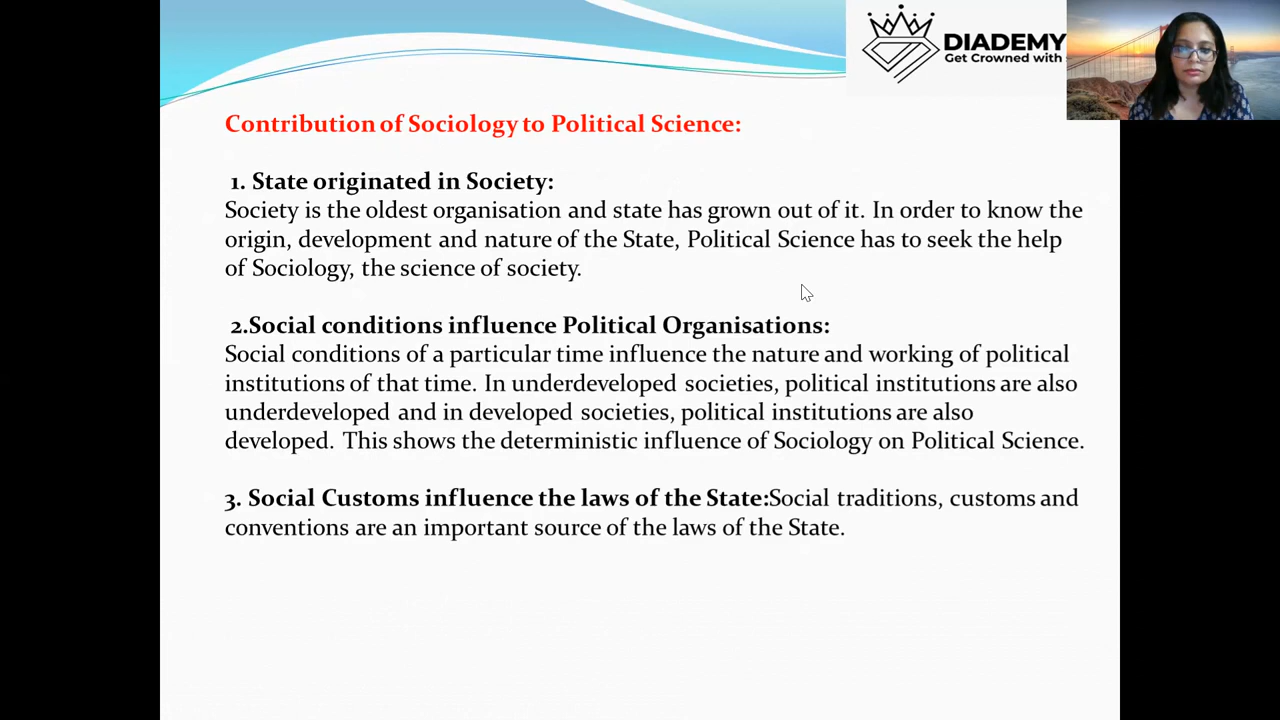 DIADEMY
Get Crowned with
Contribution of Sociology to Political Science:
1. State originated in Society:
Society is the oldest organisation and state has grown out of it. In order to know the
origin, development and nature of the State, Political Science has to seek the help
of Sociology, the science of society.
2.Social conditions influence Political Organisations:
Social conditions of a particular time influence the nature and working of political
institutions of that time. In underdeveloped societies, political institutions are also
underdeveloped and in developed societies, political institutions are also
developed. This shows the deterministic influence of Sociology on Political Science.
3. Social Customs influence the laws of the State:Social traditions, customs and
conventions are an important source of the laws of the State.